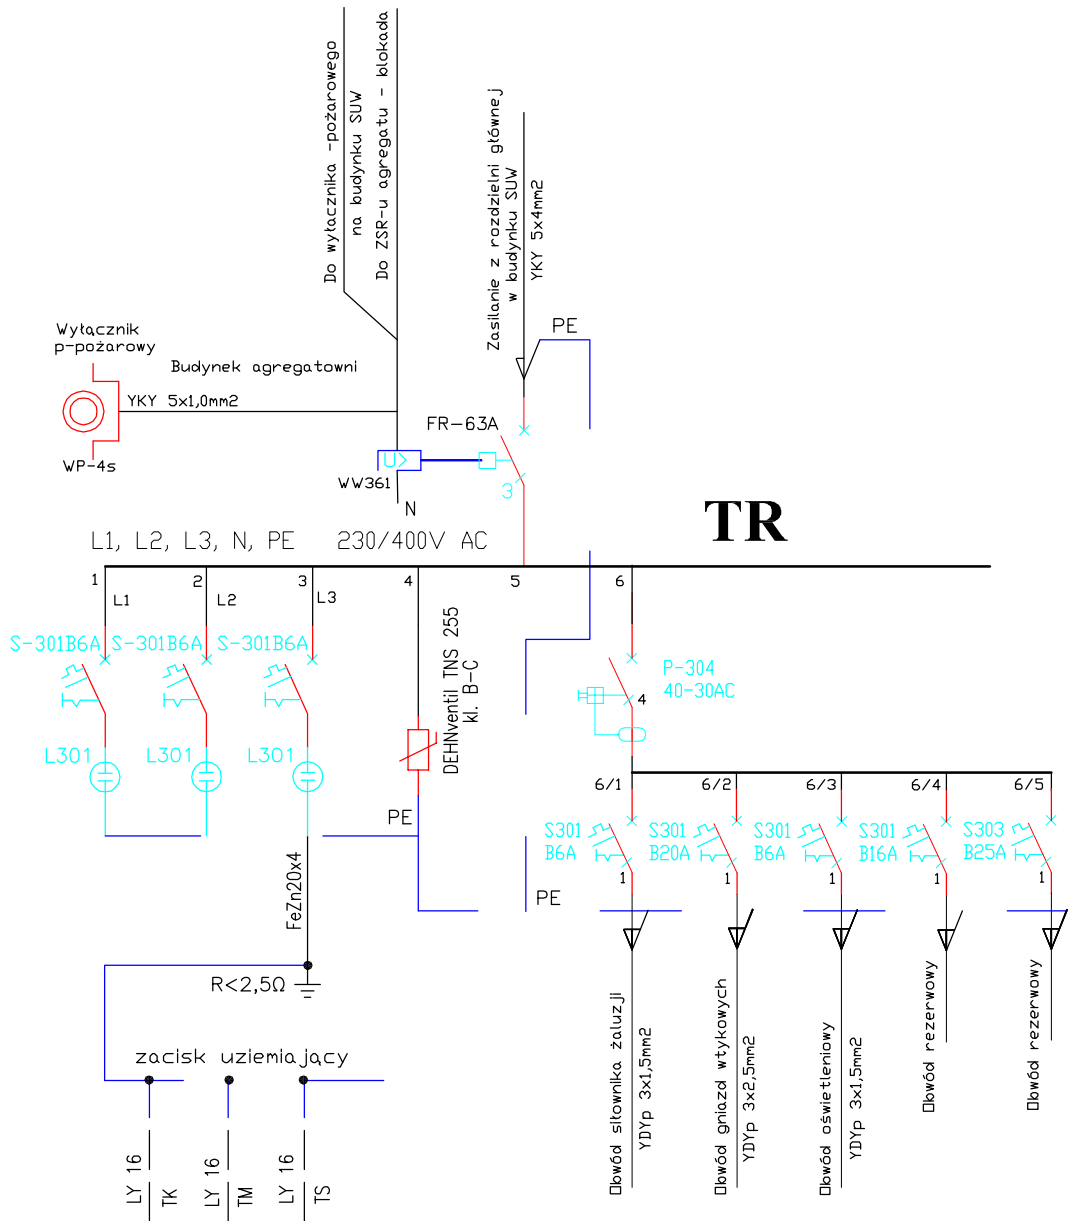 Do wyłacznika -pożarowego
na budynku SUW
Do ZSR-u agregatu - blokada
Zasilanie z rozdzielni głównej
w budynku SUW
YKY 5x4mm2
PE
Wyłącznik
p-pożarowy
Budynek agregatowni
YKY 5x1,0mm2
WP-4s
FR-63A
U>
WW361
3
N
TR
L1, L2, L3, N, PE 230/400V AC
1
2
3
4
5
6
L1
L2
L3
S-301B6A
S-301B6A
S-301B6A
DEHNventil TNS 255
kl. B-C
P-304
40-30AC
4
L301
L301
L301
6/1
6/2
6/3
6/4
6/5
PE
S301
B6A
S301
B20A
S301
B6A
S301
B16A
S303
B25A
1
1
1
1
1
PE
FeZn20x4
R<2,5Ω
zacisk uziemiający
□bwód siłownika żaluzji
YDYp 3x1,5mm2
□bwód gniazd wtykowych
YDYp 3x2,5mm2
□bwód oświetleniowy
YDYp 3x1,5mm2
□bwód rezerwowy
□bwód rezerwowy
LY 16
TK
LY 16
TM
LY 16
TS